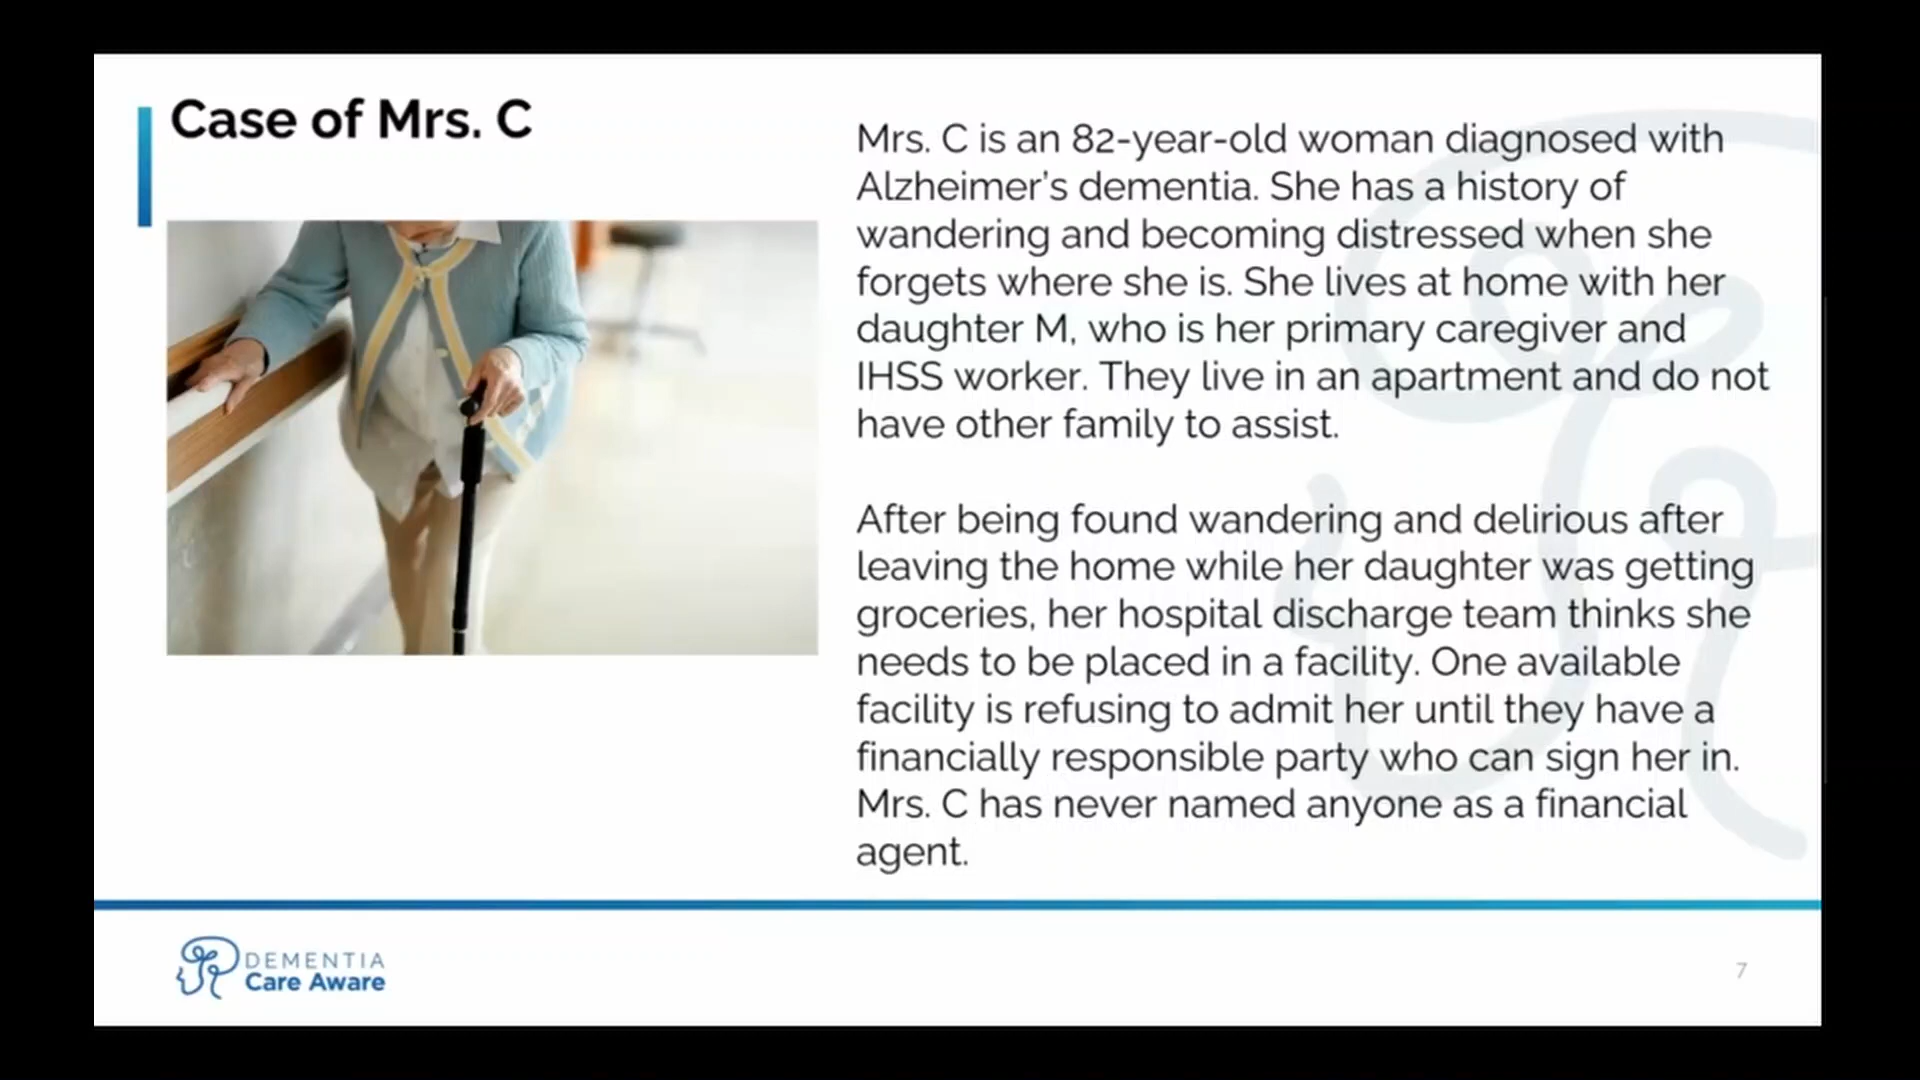 Case of Mrs. C
Mrs. C is an 82-year-old woman diagnosed with
Alzheimer's dementia. She has a history of
wandering and becoming distressed when she
forgets where she is. She lives at home with her
daughter M, who is her primary caregiver and
IHSS worker. They live in an apartment and do not
have other family to assist.
After being found wandering and delirious after
leaving the home while her daughter was getting
groceries, her hospital discharge team thinks she
needs to be placed in a facility. One available
facility is refusing to admit her until they have a
financially responsible party who can sign her in.
Mrs. C has never named anyone as a financial
agent.
DEMENTIA
Care Aware
7